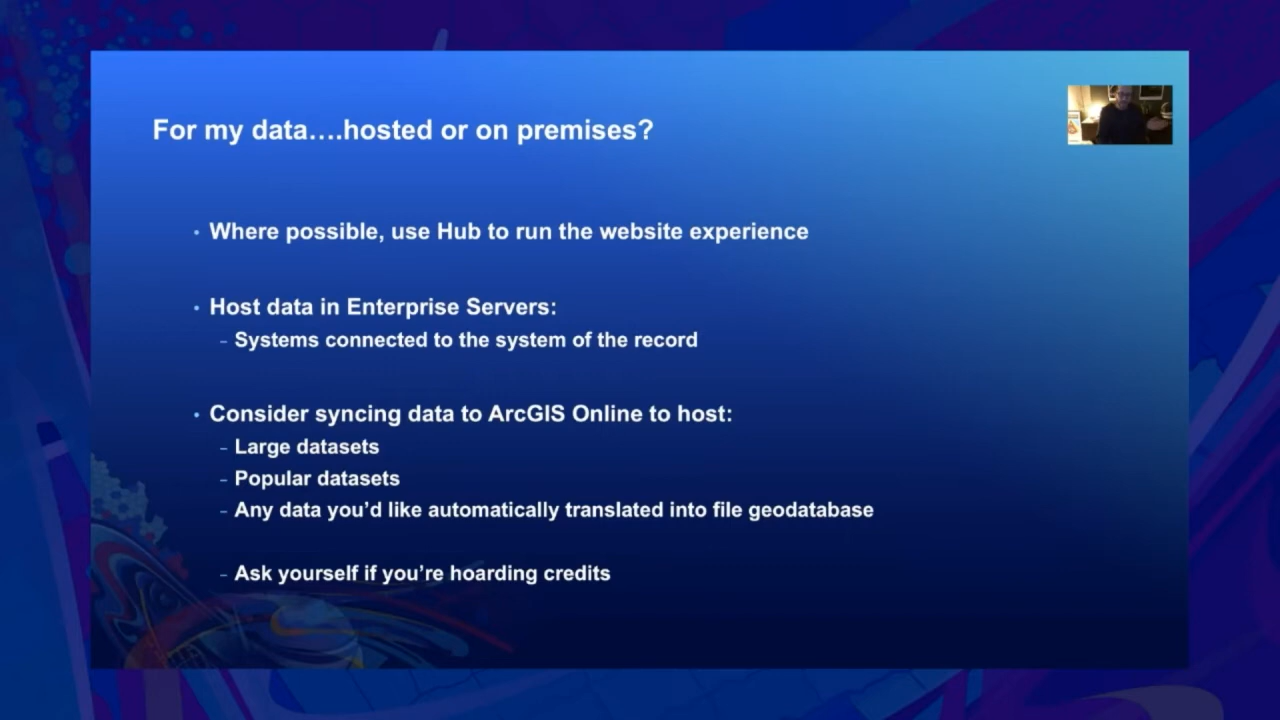 For my data....hosted or on premises?
• Where possible, use Hub to run the website experience
• Host data in Enterprise Servers:
– Systems connected to the system of the record
• Consider syncing data to ArcGIS Online to host:
– Large datasets
– Popular datasets
– Any data you’d like automatically translated into file geodatabase
– Ask yourself if you’re hoarding credits